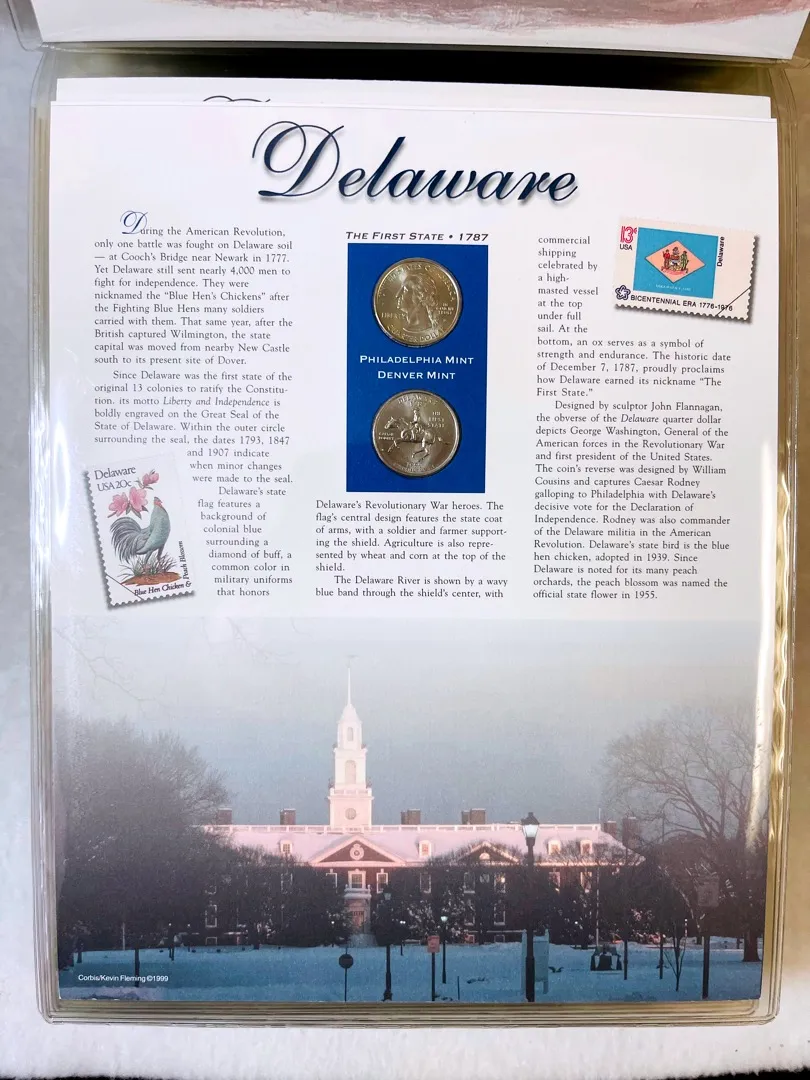 Delaware
During the American Revolution,
only one battle was fought on Delaware soil
— at Cooch's Bridge near Newark in 1777.
Yet Delaware still sent nearly 4,000 men to
fight for independence. They were
nicknamed the "Blue Hen's Chickens" after
the Fighting Blue Hens many soldiers
carried with them. That same year, after the
British captured Wilmington, the state
capital was moved from nearby New Castle
south to its present site of Dover.
Since Delaware was the first state of the
original 13 colonies to ratify the Constitu-
tion. its motto Liberty and Independence is
boldly engraved on the Great Seal of the
State of Delaware. Within the outer circle
surrounding the seal, the dates 1793, 1847
and 1907 indicate
when minor changes
were made to the seal.
Delaware's state
flag features a
background of
colonial blue
surrounding a
diamond of buff, a
common color in
military uniforms
that honors
Delaware
USA 20c
Blue Hen Chicken &
Peach Blossom
THE FIRST STATE • 1787
LIBERTY
PHILADELPHIA MINT
DENVER MINT
Delaware's Revolutionary War heroes. The
flag's central design features the state coat
of arms, with a soldier and farmer support-
ing the shield. Agriculture is also repre-
sented by wheat and corn at the top of the
shield.
The Delaware River is shown by a wavy
blue band through the shield's center, with
commercial
shipping
celebrated by
a high-
masted vessel
at the top
under full
sail. At the
bottom, an ox serves as a symbol of
strength and endurance. The historic date
of December 7, 1787, proudly proclaims
how Delaware earned its nickname "The
First State."
Designed by sculptor John Flannagan,
the obverse of the Delaware quarter dollar
depicts George Washington, General of the
American forces in the Revolutionary War
and first president of the United States.
The coin's reverse was designed by William
Cousins and captures Caesar Rodney
galloping to Philadelphia with Delaware's
decisive vote for the Declaration of
Independence. Rodney was also commander
of the Delaware militia in the American
Revolution. Delaware's state bird is the blue
hen chicken, adopted in 1939. Since
Delaware is noted for its many peach
orchards, the peach blossom was named the
official state flower in 1955.
13c
USA
Delaware
BICENTENNIAL ERA 1776-1976
Corbis/Kevin Fleming ©1999